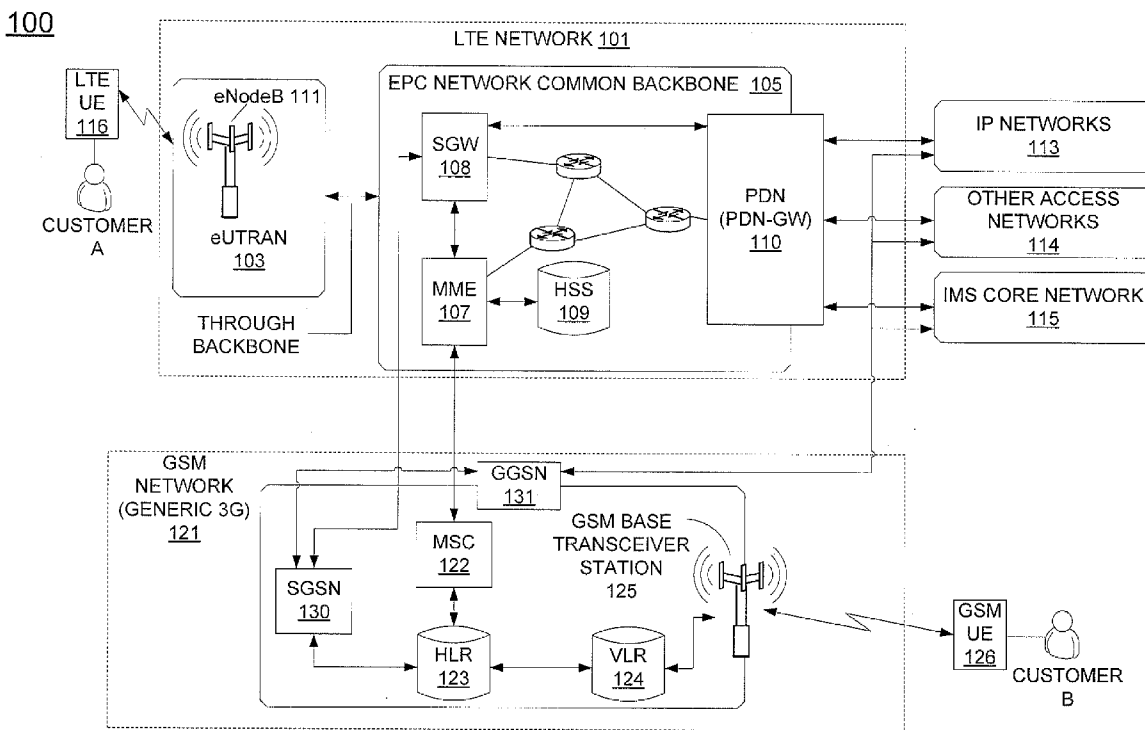 100
LTE NETWORK 101
LTE
UE
116
CUSTOMER
A
eNodeB 111
eUTRAN
103
THROUGH
BACKBONE
EPC NETWORK COMMON BACKBONE 105
SGW
108
MME
107
HSS
109
PDN
(PDN-GW)
110
IP NETWORKS
113
OTHER ACCESS
NETWORKS
114
IMS CORE NETWORK
115
GSM
NETWORK
(GENERIC 3G)
121
GGSN
131
MSC
122
SGSN
130
HLR
123
VLR
124
GSM BASE
TRANSCEIVER
STATION
125
GSM
UE
126
CUSTOMER
B